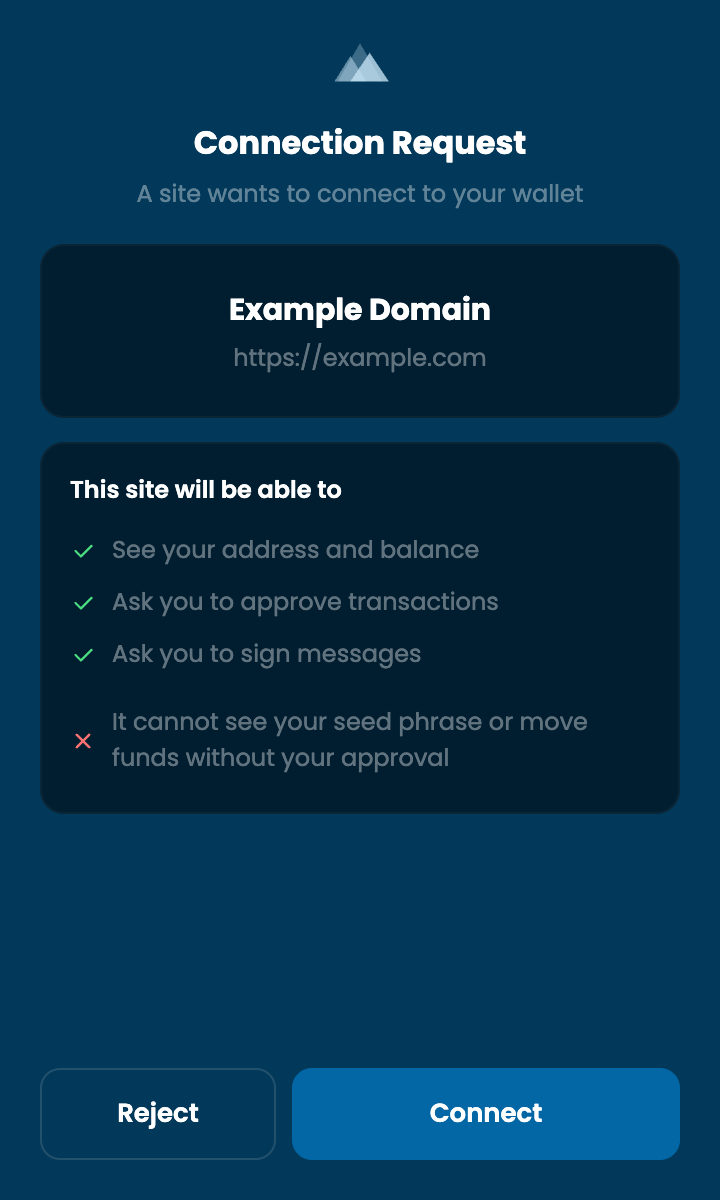 Connection Request
A site wants to connect to your wallet
Example Domain
https://example.com
This site will be able to
See your address and balance
Ask you to approve transactions
Ask you to sign messages
It cannot see your seed phrase or move
funds without your approval
Reject
Connect